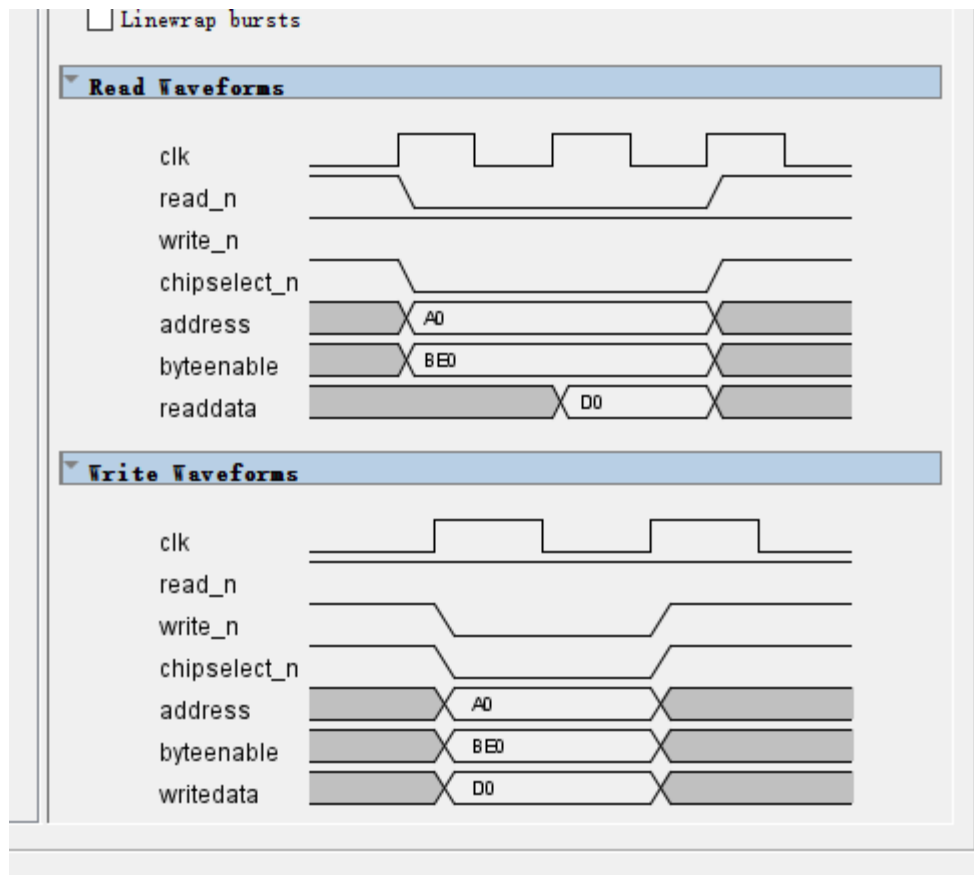 Linewrap bursts
Read Waveforms
clk
read_n
write_n
chipselect_n
address A0
byteenable BE0
readdata D0
Write Waveforms
clk
read_n
write_n
chipselect_n
address A0
byteenable BE0
writedata D0